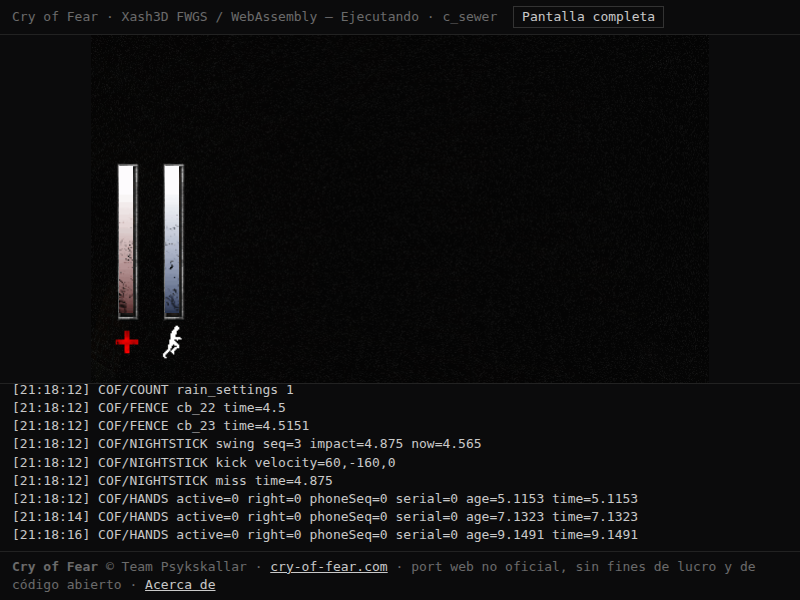 Cry of Fear · Xash3D FWGS / WebAssembly — Ejecutando · c_sewer Pantalla completa
[21:18:12] COF/COUNT rain_settings 1
[21:18:12] COF/FENCE cb_22 time=4.5
[21:18:12] COF/FENCE cb_23 time=4.5151
[21:18:12] COF/NIGHTSTICK swing seq=3 impact=4.875 now=4.565
[21:18:12] COF/NIGHTSTICK kick velocity=60,-160,0
[21:18:12] COF/NIGHTSTICK miss time=4.875
[21:18:12] COF/HANDS active=0 right=0 phoneSeq=0 serial=0 age=5.1153 time=5.1153
[21:18:14] COF/HANDS active=0 right=0 phoneSeq=0 serial=0 age=7.1323 time=7.1323
[21:18:16] COF/HANDS active=0 right=0 phoneSeq=0 serial=0 age=9.1491 time=9.1491
Cry of Fear © Team Psykskallar · cry-of-fear.com · port web no oficial, sin fines de lucro y de
código abierto · Acerca de